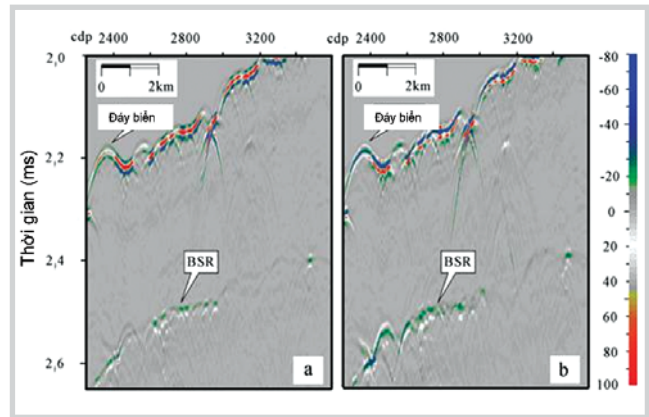 cdp 2400 2800 3200 2400 2800 3200
0 2km 0 2km
Đáy biển Đáy biển
BSR BSR
a b
Thời gian (ms)
2,0
2,2
2,4
2,6
-80
-60
-40
-20
0
20
40
60
80
100